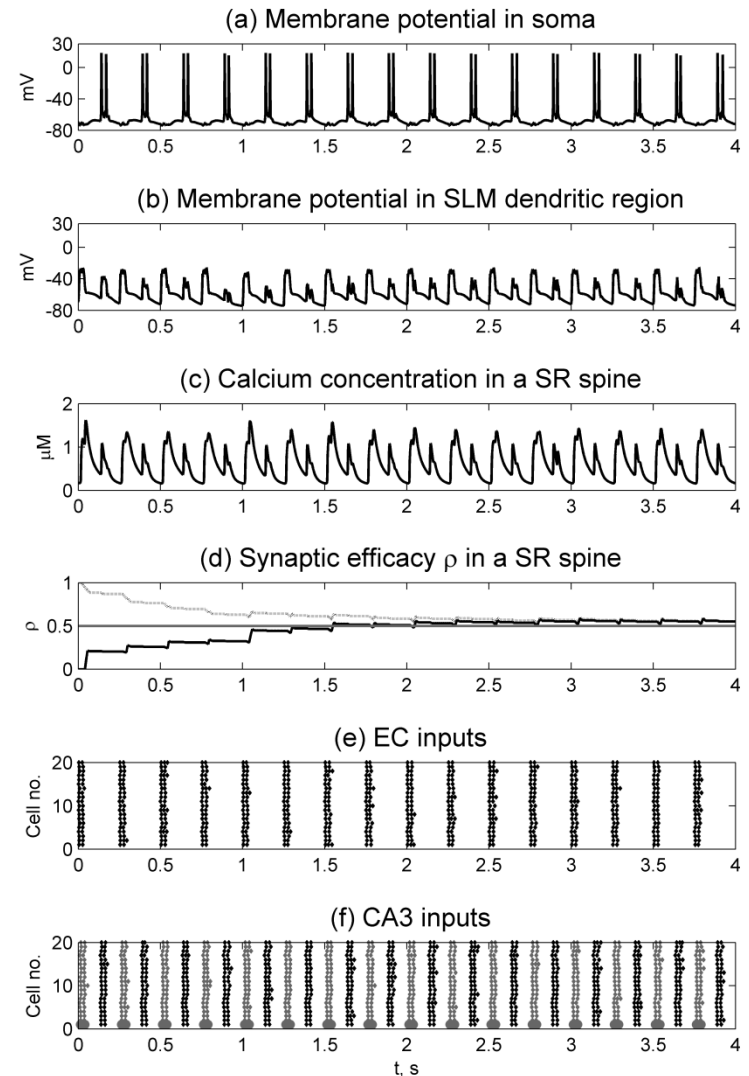 (a) Membrane potential in soma
30
0
-40
-80
mV
0 0.5 1 1.5 2 2.5 3 3.5 4
(b) Membrane potential in SLM dendritic region
30
0
-40
-80
mV
0 0.5 1 1.5 2 2.5 3 3.5 4
(c) Calcium concentration in a SR spine
2
1
0
μM
0 0.5 1 1.5 2 2.5 3 3.5 4
(d) Synaptic efficacy ρ in a SR spine
1
0.5
0
ρ
0 0.5 1 1.5 2 2.5 3 3.5 4
(e) EC inputs
20
10
0
Cell no.
0 0.5 1 1.5 2 2.5 3 3.5 4
(f) CA3 inputs
20
10
0
Cell no.
0 0.5 1 1.5 2 2.5 3 3.5 4
t, s